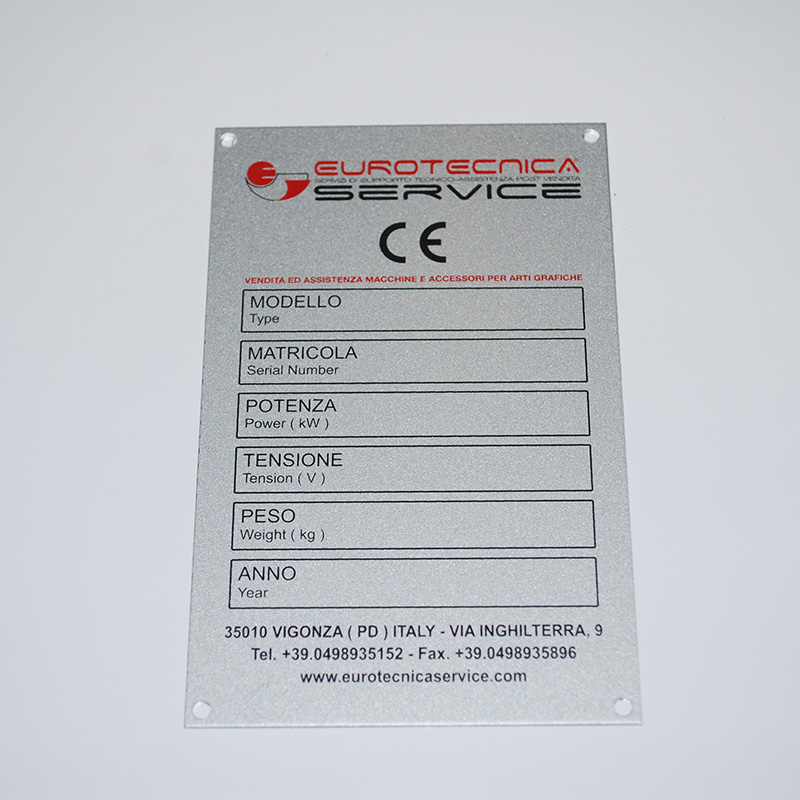 EUROTECNICA
SERVIZI DI SUPPORTO TECNICO-ASSISTENZA POST VENDITA
SERVICE
CE
VENDITA ED ASSISTENZA MACCHINE E ACCESSORI PER ARTI GRAFICHE
MODELLO
Type
MATRICOLA
Serial Number
POTENZA
Power ( kW )
TENSIONE
Tension ( V )
PESO
Weight ( kg )
ANNO
Year
35010 VIGONZA ( PD ) ITALY - VIA INGHILTERRA, 9
Tel. +39.0498935152 - Fax. +39.0498935896
www.eurotecnicaservice.com